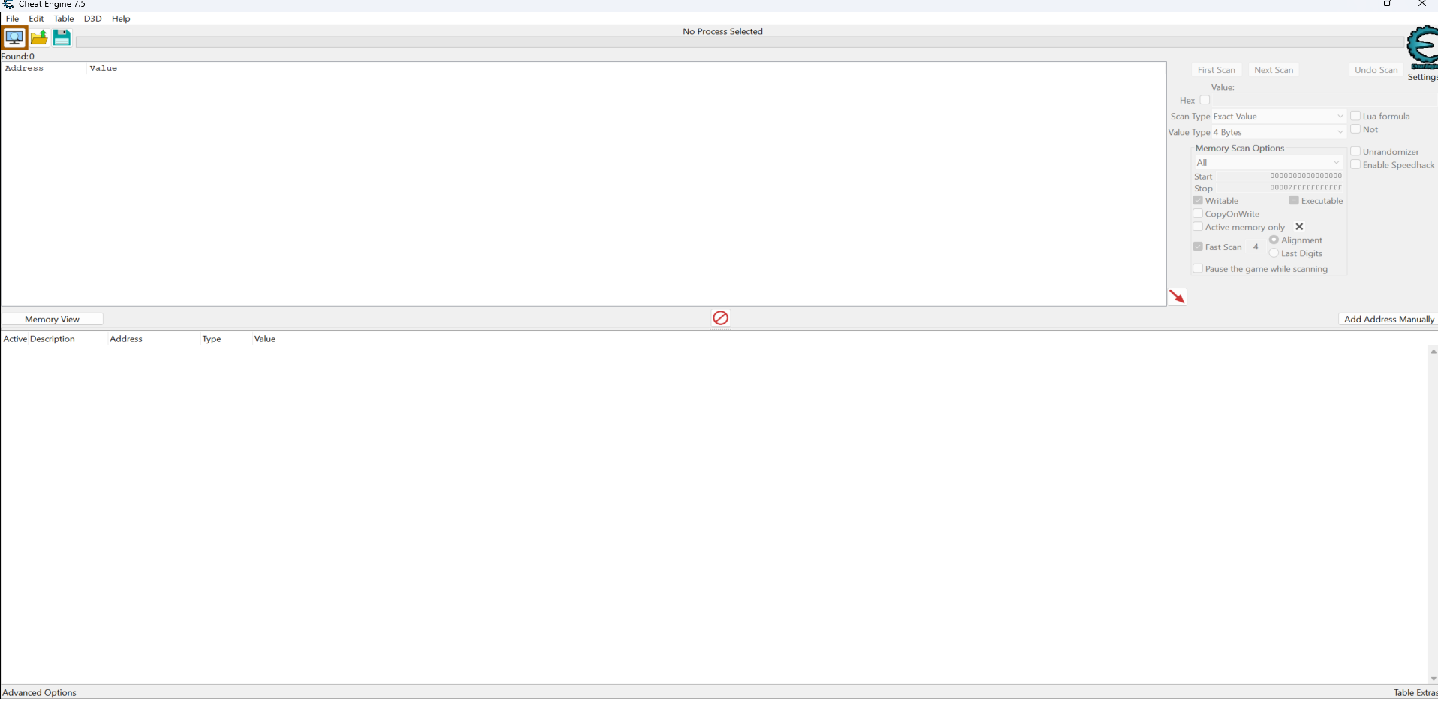 Cheat Engine 7.5
File Edit Table D3D Help
No Process Selected
Found:0
Address Value
First Scan Next Scan Undo Scan
Settings
Value:
Hex
Scan Type Exact Value Lua formula
Value Type 4 Bytes Not
Memory Scan Options
All
Unrandomizer
Enable Speedhack
Start 0000000000000000
Stop 00007fffffffffff
Writable Executable
CopyOnWrite
Active memory only
Fast Scan 4 Alignment
Last Digits
Pause the game while scanning
Memory View Add Address Manually
Active Description Address Type Value
Advanced Options Table Extras